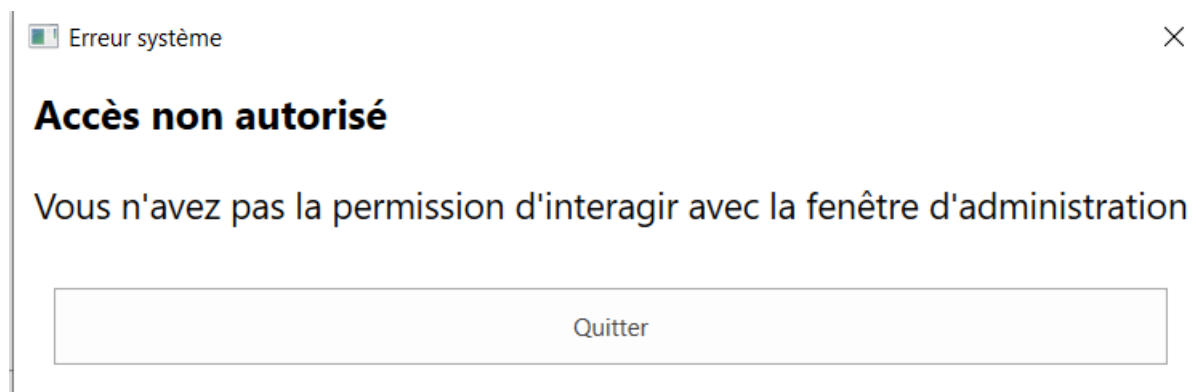 Erreur système
Accès non autorisé
Vous n'avez pas la permission d'interagir avec la fenêtre d'administration
Quitter